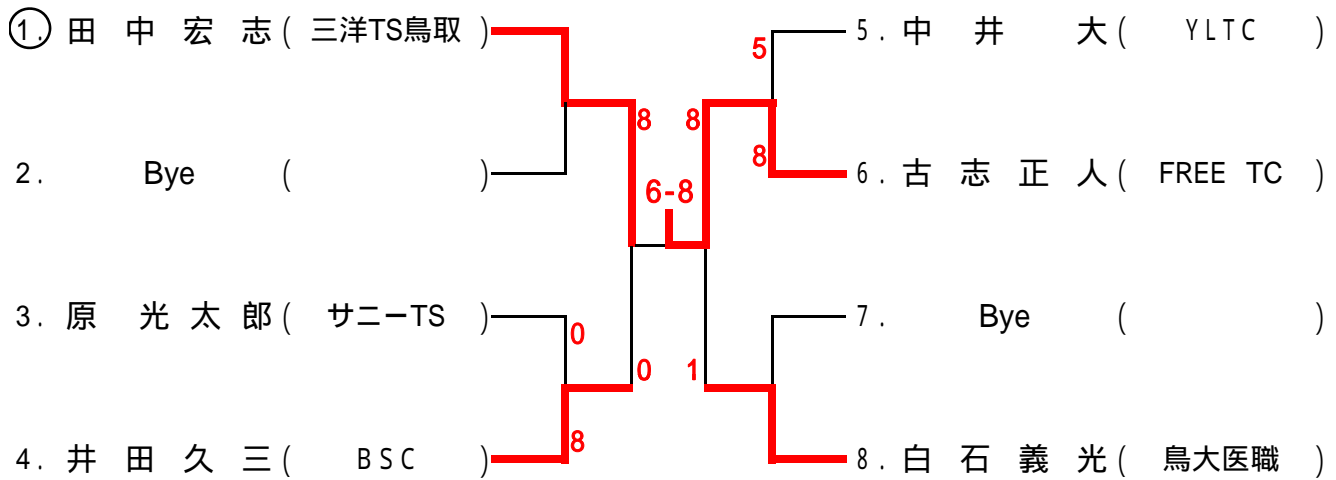 ①. 田中宏志( 三洋TS鳥取 )
2. Bye ( )
3. 原 光太郎( サニーTS )
4. 井田久三( BSC )
8
0
0
8
6-8
8
1
5
8
5. 中井 大( YLTC )
6. 古志正人( FREE TC )
7. Bye ( )
8. 白石義光( 鳥大医職 )